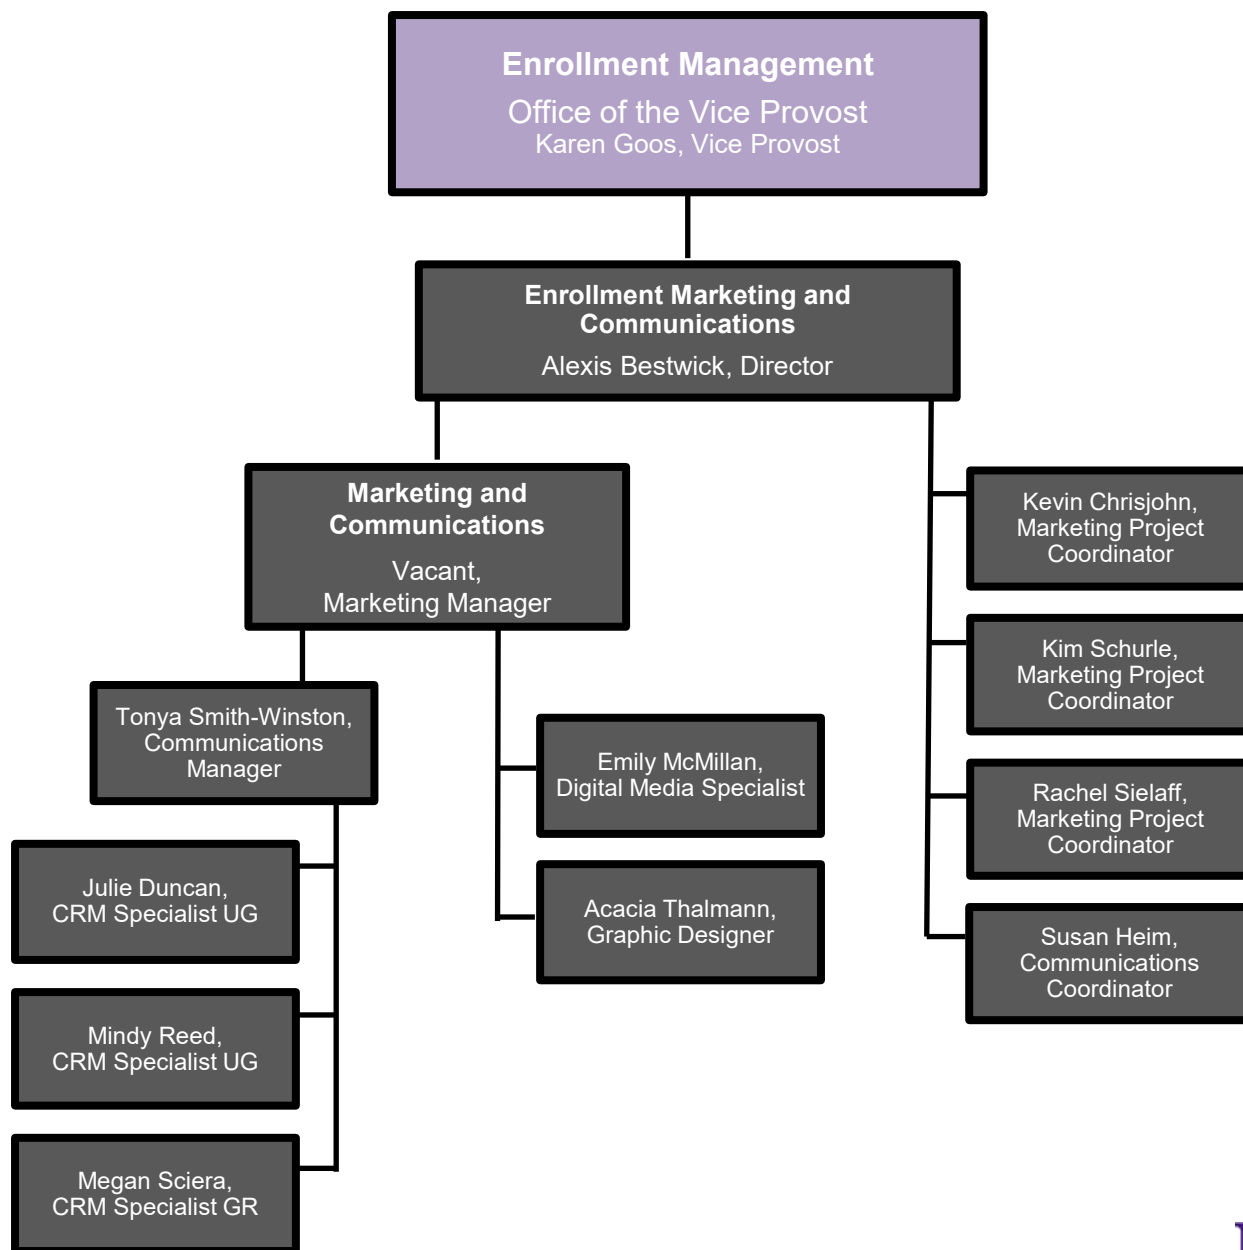 Enrollment Management
Office of the Vice Provost
Karen Goos, Vice Provost
Enrollment Marketing and
Communications
Alexis Bestwick, Director
Marketing and
Communications
Vacant,
Marketing Manager
Tonya Smith-Winston,
Communications
Manager
Julie Duncan,
CRM Specialist UG
Mindy Reed,
CRM Specialist UG
Megan Sciera,
CRM Specialist GR
Emily McMillan,
Digital Media Specialist
Acacia Thalmann,
Graphic Designer
Kevin Chrisjohn,
Marketing Project
Coordinator
Kim Schurle,
Marketing Project
Coordinator
Rachel Sielaff,
Marketing Project
Coordinator
Susan Heim,
Communications
Coordinator